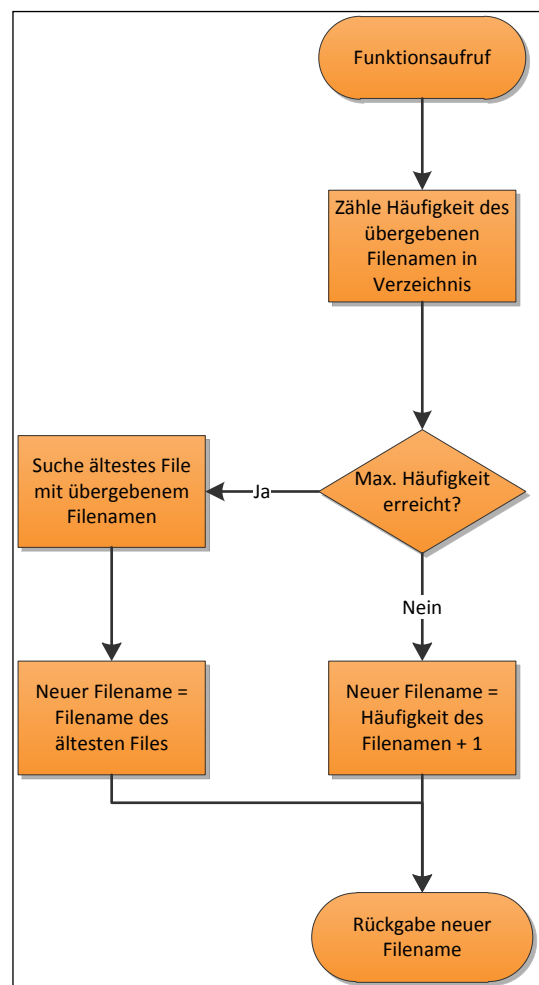 Funktionsaufruf
Zähle Häufigkeit des
übergebenen
Filenamen in
Verzeichnis
Max. Häufigkeit
erreicht?
Ja
Suche ältestes File
mit übergebenem
Filenamen
Nein
Neuer Filename =
Filename des
ältesten Files
Neuer Filename =
Häufigkeit des
Filenamen + 1
Rückgabe neuer
Filename